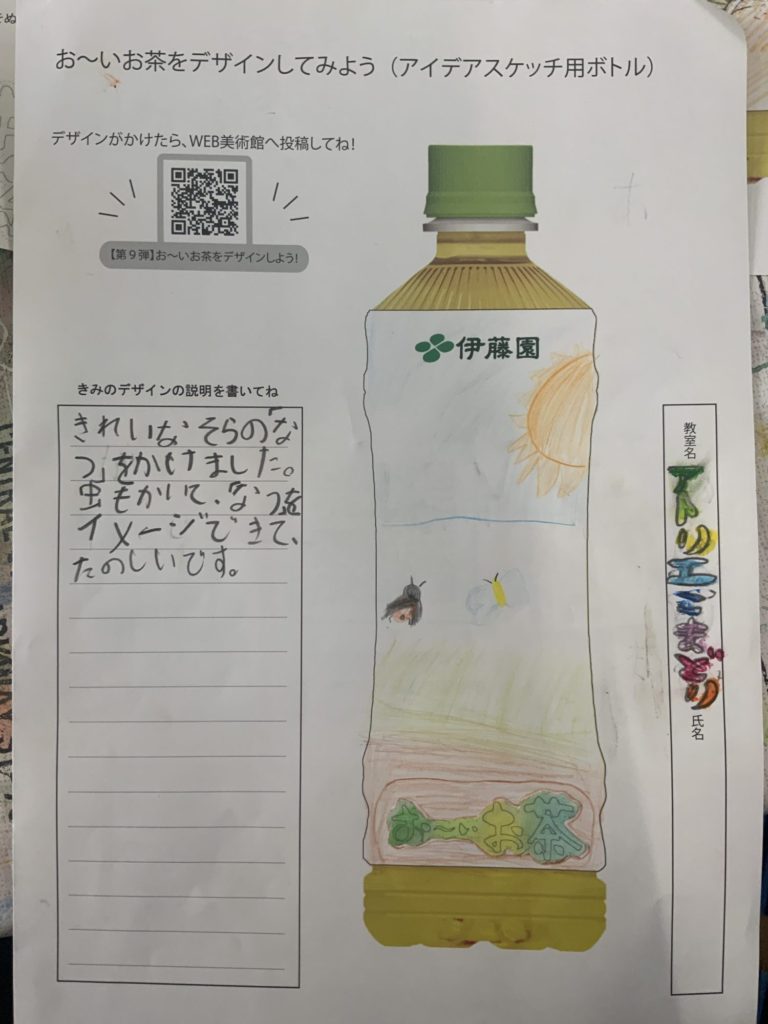 お～いお茶をデザインしてみよう（アイデアスケッチ用ボトル）
デザインがかけたら、WEB美術館へ投稿してね！
【第９弾】お～いお茶をデザインしよう！
きみのデザインの説明を書いてね
きれいなそらの「な
つ」をかけました。
虫もかいて、「なつ」を
イメージできて、
たのしいです。
伊藤園
お～いお茶
教室名
アトリエこまどり
氏名